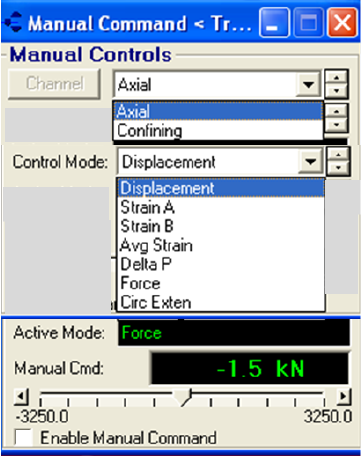 Manual Command < Tr...
Manual Controls
Channel Axial
Axial
Confining
Control Mode: Displacement
Displacement
Strain A
Strain B
Avg Strain
Delta P
Force
Circ Exten
Active Mode: Force
Manual Cmd: -1.5 kN
-3250.0 3250.0
Enable Manual Command